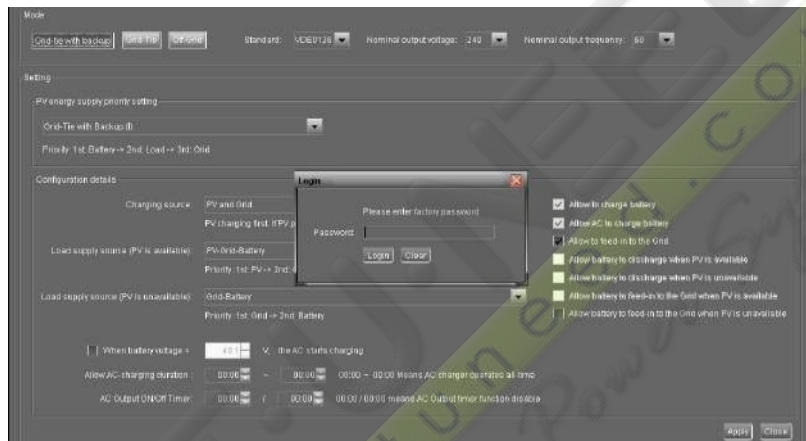 Mode
Grid-tie with backup Grid-Tie Off-Grid Standard: VDE0126 Nominal output voltage: 240 Nominal output frequency: 60
Setting
PV energy supply priority setting
Grid-Tie with Backup (I)
Priority: 1st: Battery-> 2nd: Load-> 3rd: Grid
Configuration details
Charging source: PV and Grid
PV charging first. If PV
Load supply source (PV is available): PV-Grid-Battery
Priority: 1st: PV-> 2nd:
Load supply source (PV is unavailable): Grid-Battery
Priority: 1st: Grid-> 2nd: Battery
Login
Please enter factory password
Password:
Login Clear
Allow to charge battery
Allow AC to charge battery
Allow to feed-in to the Grid
Allow battery to discharge when PV is available
Allow battery to discharge when PV is unavailable
Allow battery to feed-in to the Grid when PV is available
Allow battery to feed-in to the Grid when PV is unavailable
When battery voltage < V, the AC starts charging
Allow AC-charging duration: 00:00 ~ 00:00 00:00 ~ 00:00 Means AC charger operates all time
AC Output ON/Off Timer: 00:00 / 00:00 00:00 / 00:00 means AC Output timer function disable
Apply Close